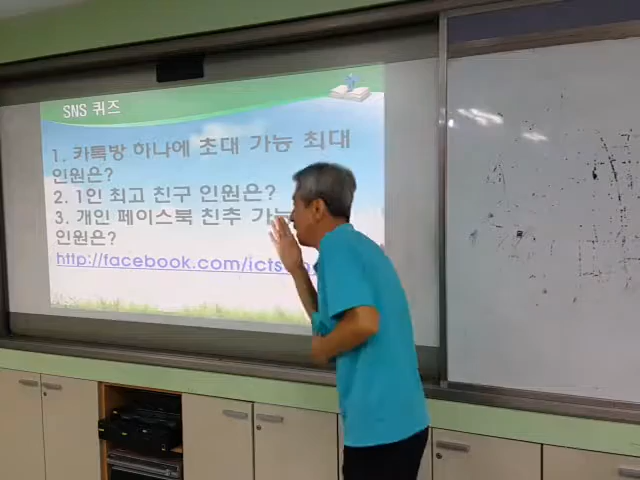 SNS 퀴즈
1. 카톡방 하나에 초대 가능 최대
인원은?
2. 1인 최고 친구 인원은?
3. 개인 페이스북 친추
인원은?
http://facebook.com/icts